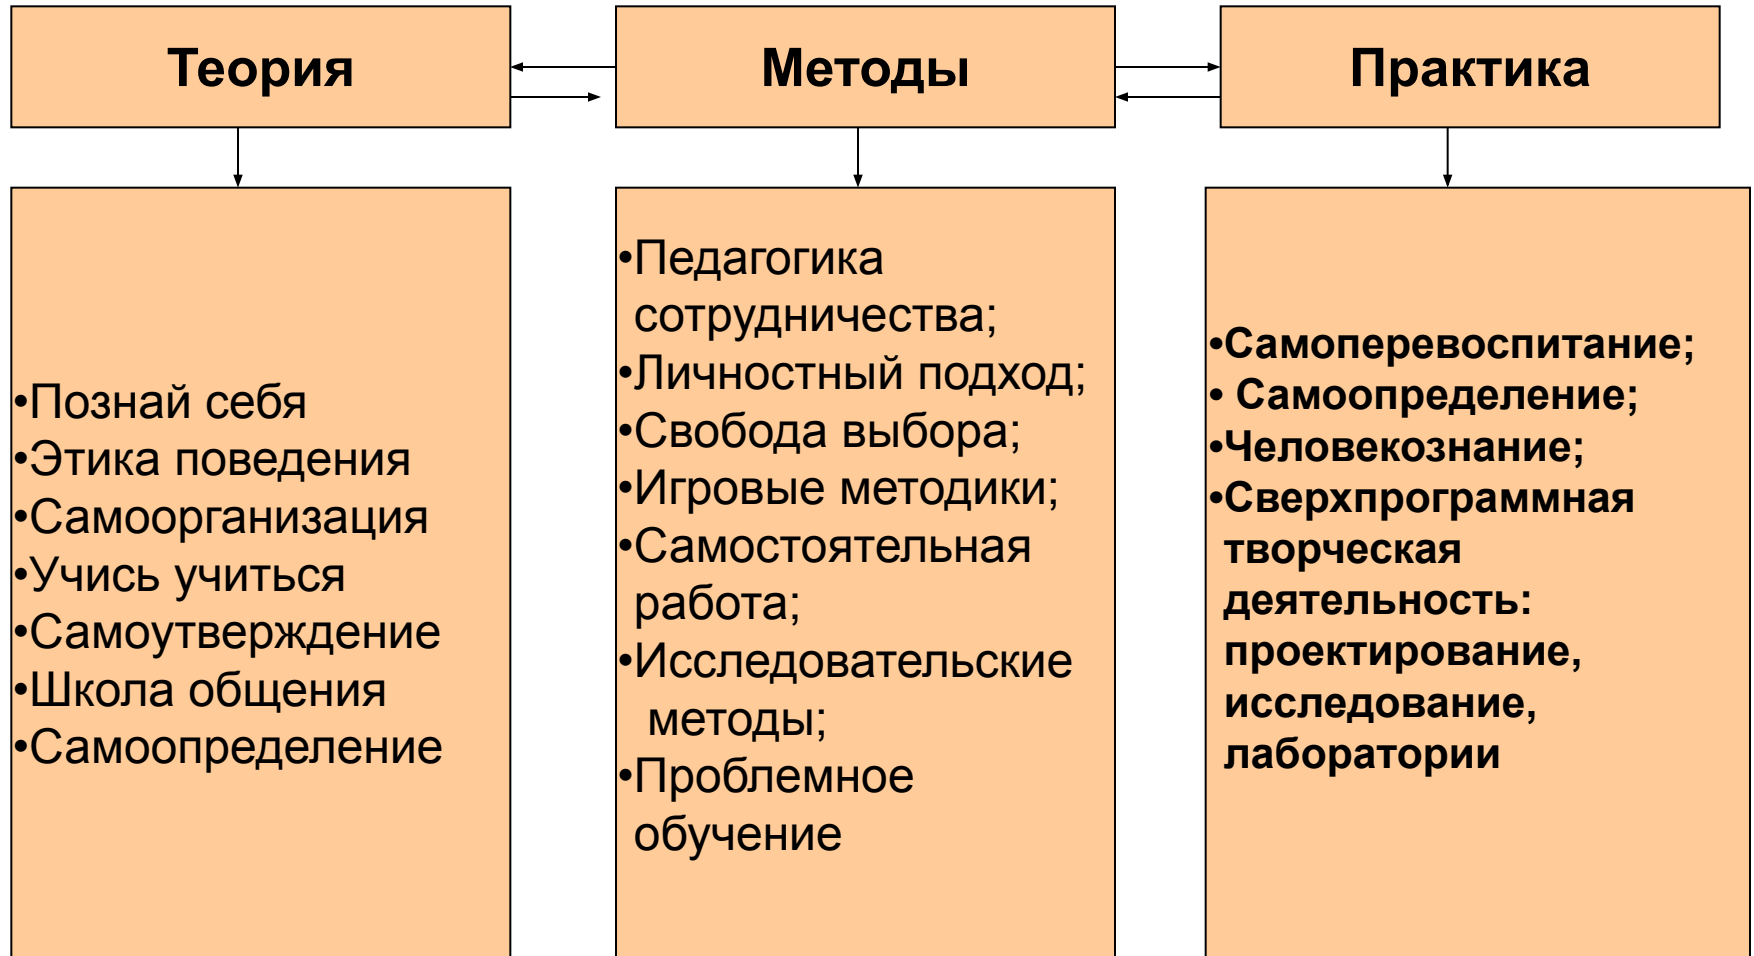 Теория
Методы
Практика
•Познай себя
•Этика поведения
•Самоорганизация
•Учись учиться
•Самоутверждение
•Школа общения
•Самоопределение
•Педагогика
сотрудничества;
•Личностный подход;
•Свобода выбора;
•Игровые методики;
•Самостоятельная
работа;
•Исследовательские
методы;
•Проблемное
обучение
•Самоперевоспитание;
• Самоопределение;
•Человекознание;
•Сверхпрограммная
творческая
деятельность:
проектирование,
исследование,
лаборатории